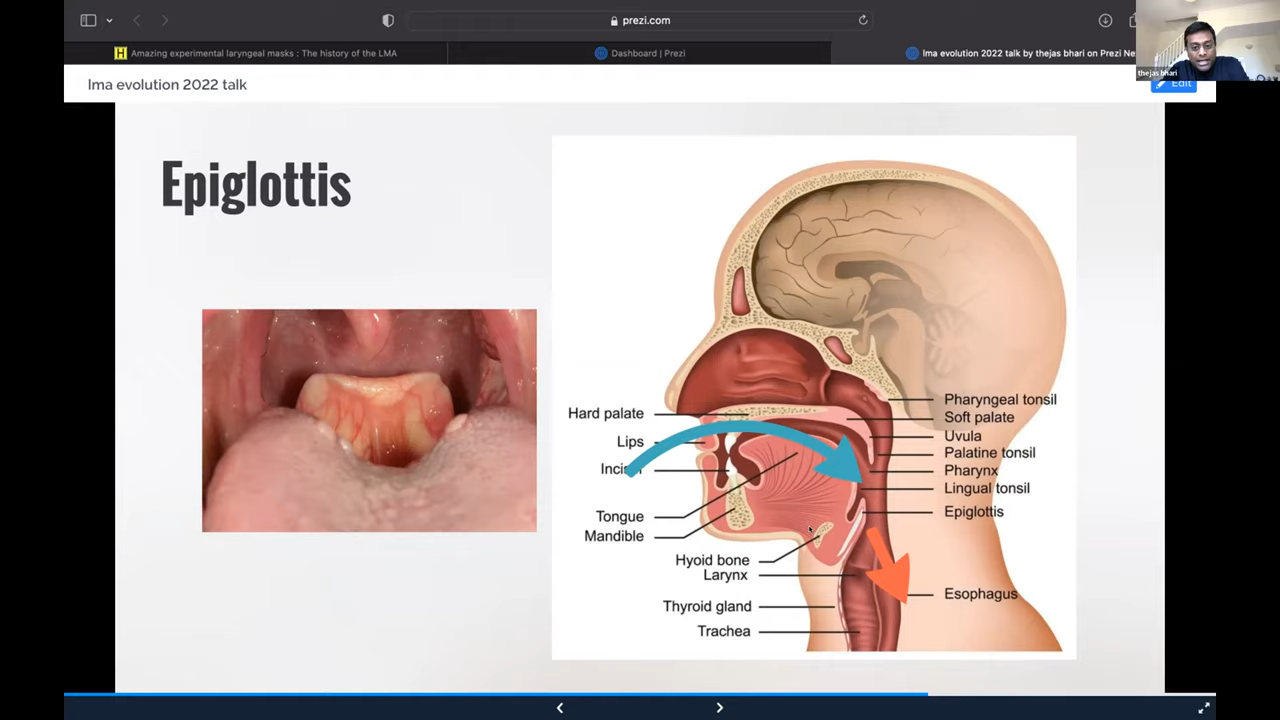 prezi.com
Amazing experimental laryngeal masks : The history of the LMA
Dashboard | Prezi
lma evolution 2022 talk by thejas bhari on Prezi Ne
thejas bhari
lma evolution 2022 talk
Edit
Epiglottis
Hard palate
Lips
Tongue
Mandible
Hyoid bone
Larynx
Thyroid gland
Trachea
Pharyngeal tonsil
Soft palate
Uvula
Palatine tonsil
Pharynx
Lingual tonsil
Epiglottis
Esophagus